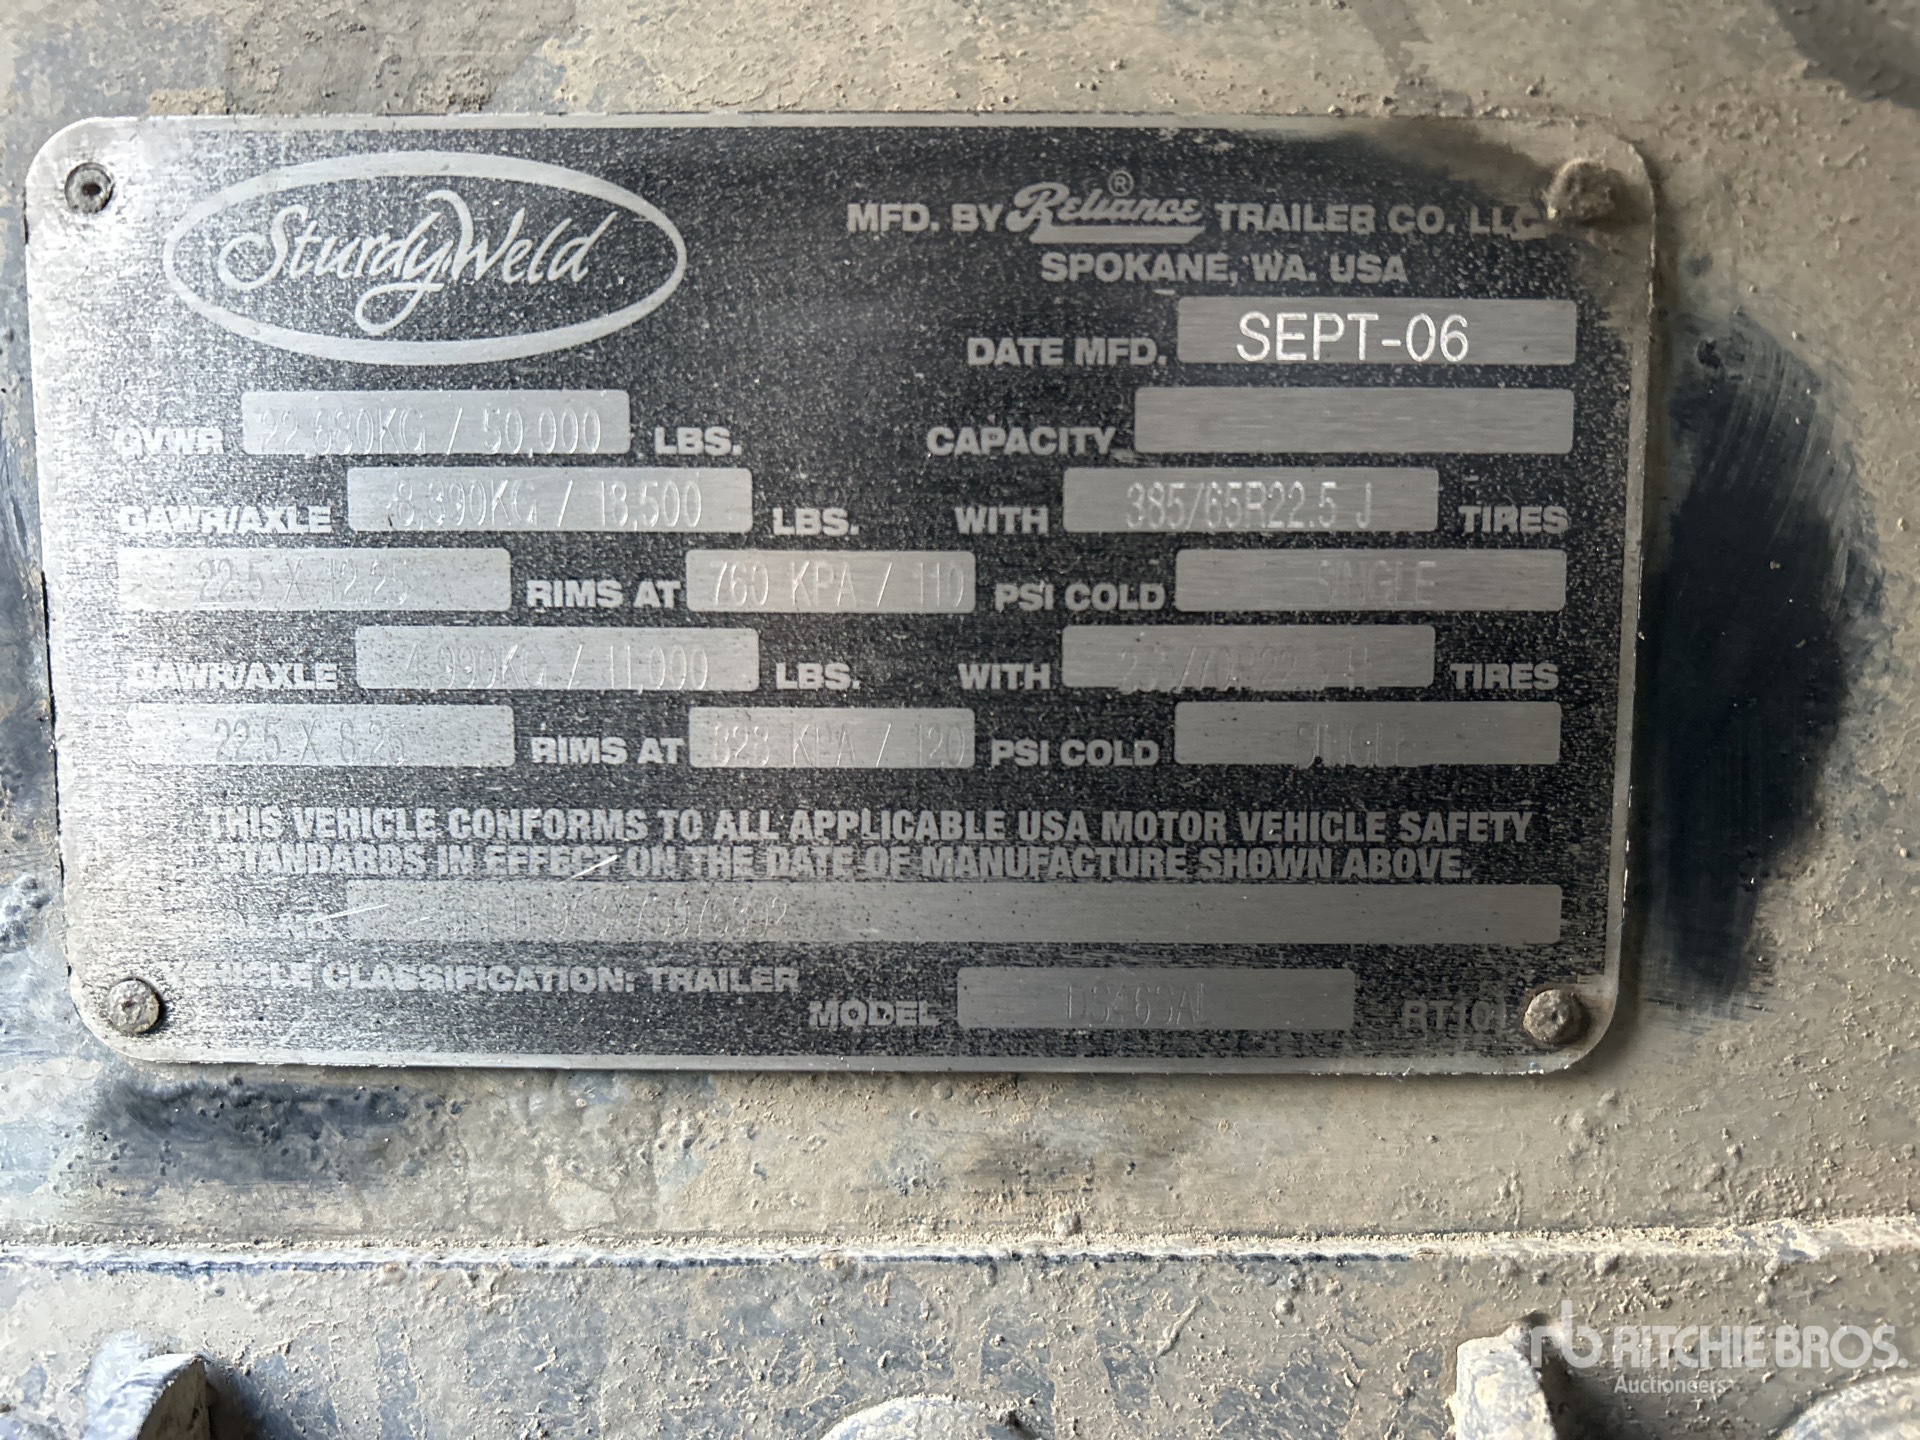 SturdyWeld
MFD. BY Reliance ® TRAILER CO. LLC
SPOKANE, WA. USA
DATE MFD. SEPT-06
GVWR 22,680KG / 50,000 LBS. CAPACITY
GAWR/AXLE 8,390KG / 18,500 LBS. WITH 385/65R22.5 J TIRES
22.5 X 12.25 RIMS AT 760 KPA / 110 PSI COLD SINGLE
GAWR/AXLE 4,990KG / 11,000 LBS. WITH TIRES
22.5 X 8.25 RIMS AT 828 KPA / 120 PSI COLD SINGLE
THIS VEHICLE CONFORMS TO ALL APPLICABLE USA MOTOR VEHICLE SAFETY
STANDARDS IN EFFECT ON THE DATE OF MANUFACTURE SHOWN ABOVE.
VEHICLE CLASSIFICATION: TRAILER
MODEL RT101
rb RITCHIE BROS.
Auctioneers